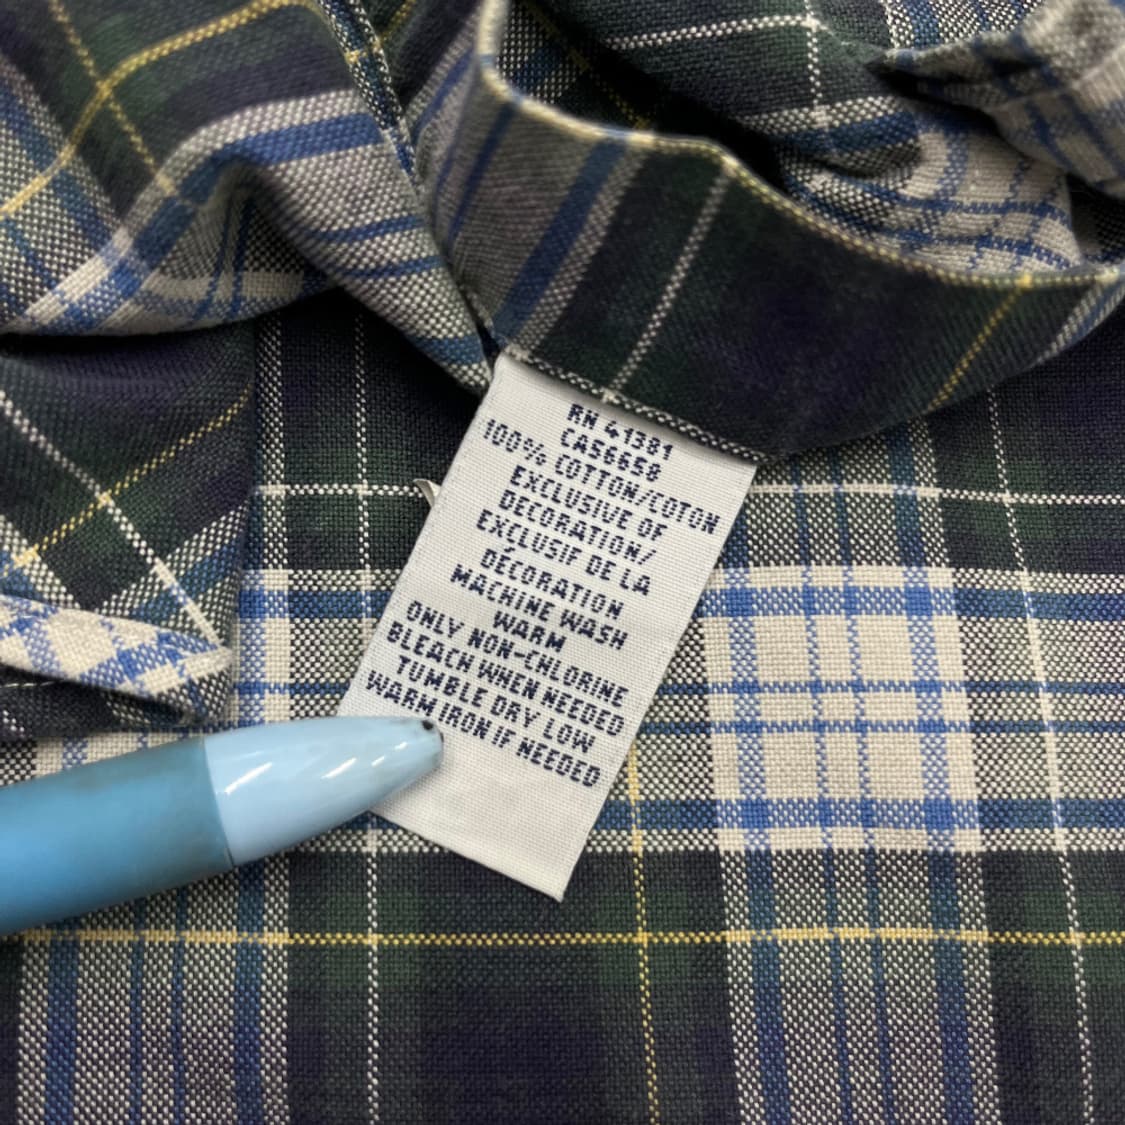 RN 41381
CA56658
100% COTTON/COTON
EXCLUSIVE OF
DECORATION/
EXCLUSIF DE LA
DÉCORATION
MACHINE WASH
WARM
ONLY NON-CHLORINE
BLEACH WHEN NEEDED
TUMBLE DRY LOW
WARM IRON IF NEEDED